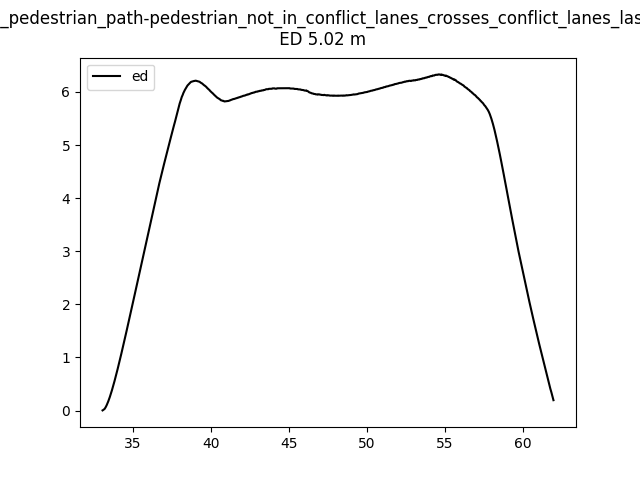 _pedestrian_path-pedestrian_not_in_conflict_lanes_crosses_conflict_lanes_las
ED 5.02 m
ed
6
5
4
3
2
1
0
35 40 45 50 55 60